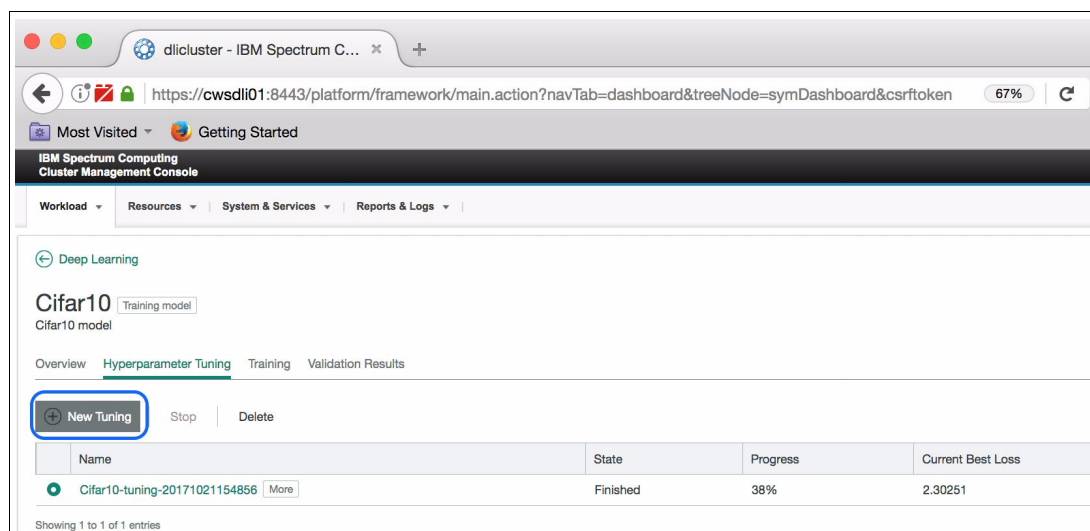 dlicluster - IBM Spectrum C...
https://cwsdli01:8443/platform/framework/main.action?navTab=dashboard&treeNode=symDashboard&csrftoken 67%
Most Visited Getting Started
IBM Spectrum Computing
Cluster Management Console
Workload Resources System & Services Reports & Logs
Deep Learning
Cifar10 Training model
Cifar10 model
Overview Hyperparameter Tuning Training Validation Results
New Tuning Stop Delete
Name State Progress Current Best Loss
Cifar10-tuning-20171021154856 More Finished 38% 2.30251
Showing 1 to 1 of 1 entries